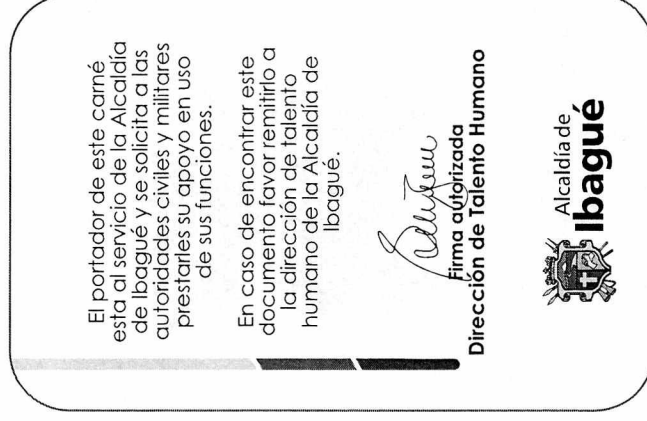 El portador de este carné
esta al servicio de la Alcaldía
de Ibagué y se solicita a las
autoridades civiles y militares
prestarles su apoyo en uso
de sus funciones.
En caso de encontrar este
documento favor remitirlo a
la dirección de talento
humano de la Alcaldía de
Ibagué.
Firma autorizada
Dirección de Talento Humano
Alcaldía de
Ibagué